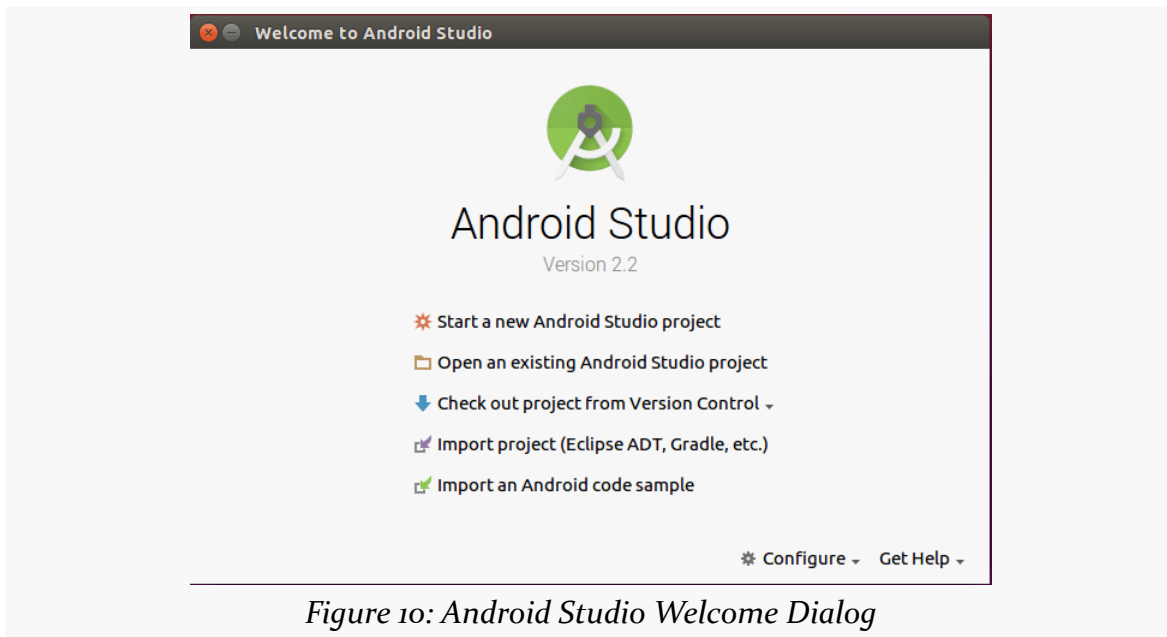 Welcome to Android Studio
Android Studio
Version 2.2
Start a new Android Studio project
Open an existing Android Studio project
Check out project from Version Control
Import project (Eclipse ADT, Gradle, etc.)
Import an Android code sample
Configure Get Help
Figure 10: Android Studio Welcome Dialog